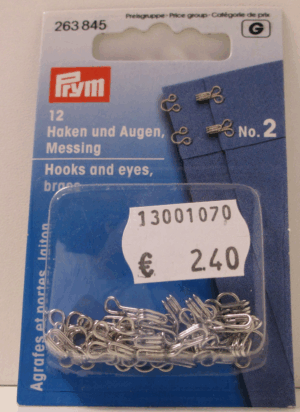 Preisgruppe · Price group · Catégorie de prix
263 845
G
Prym
12
Haken und Augen,
Messing
No. 2
Hooks and eyes,
brass
Agrafes et portes, laiton
13001070
€ 2.40